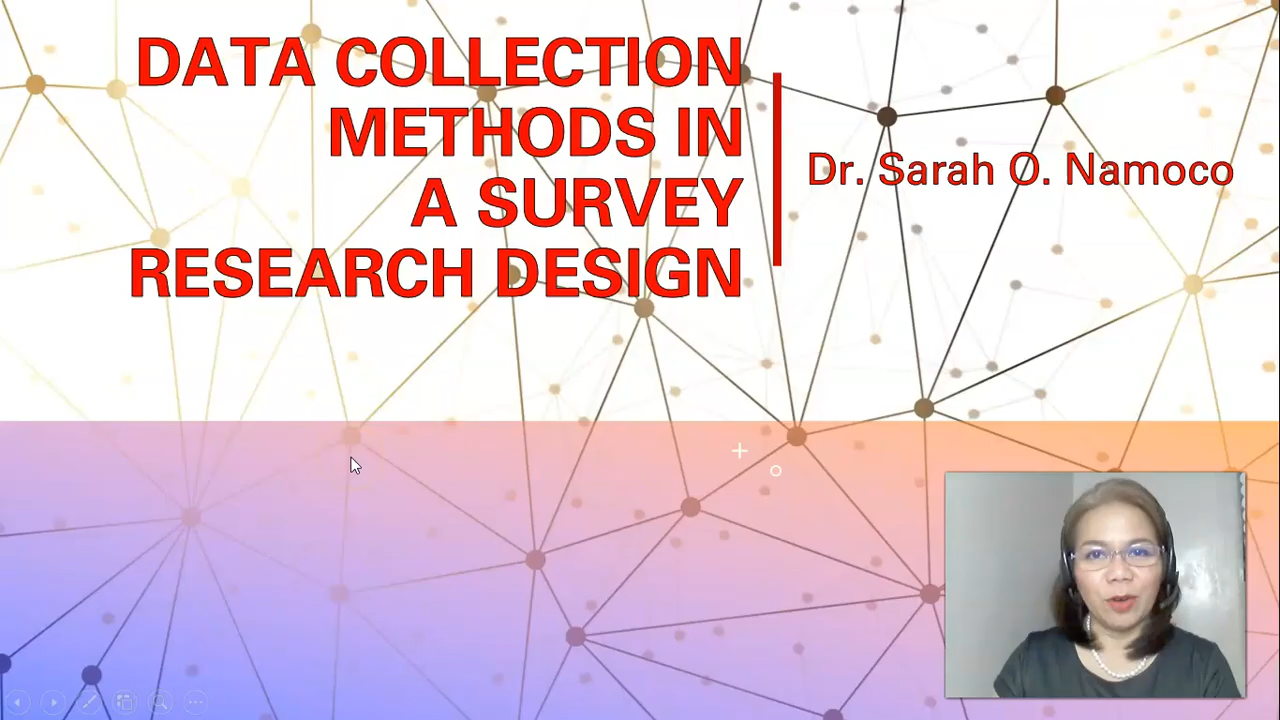 DATA COLLECTION
METHODS IN
A SURVEY
RESEARCH DESIGN
Dr. Sarah O. Namoco